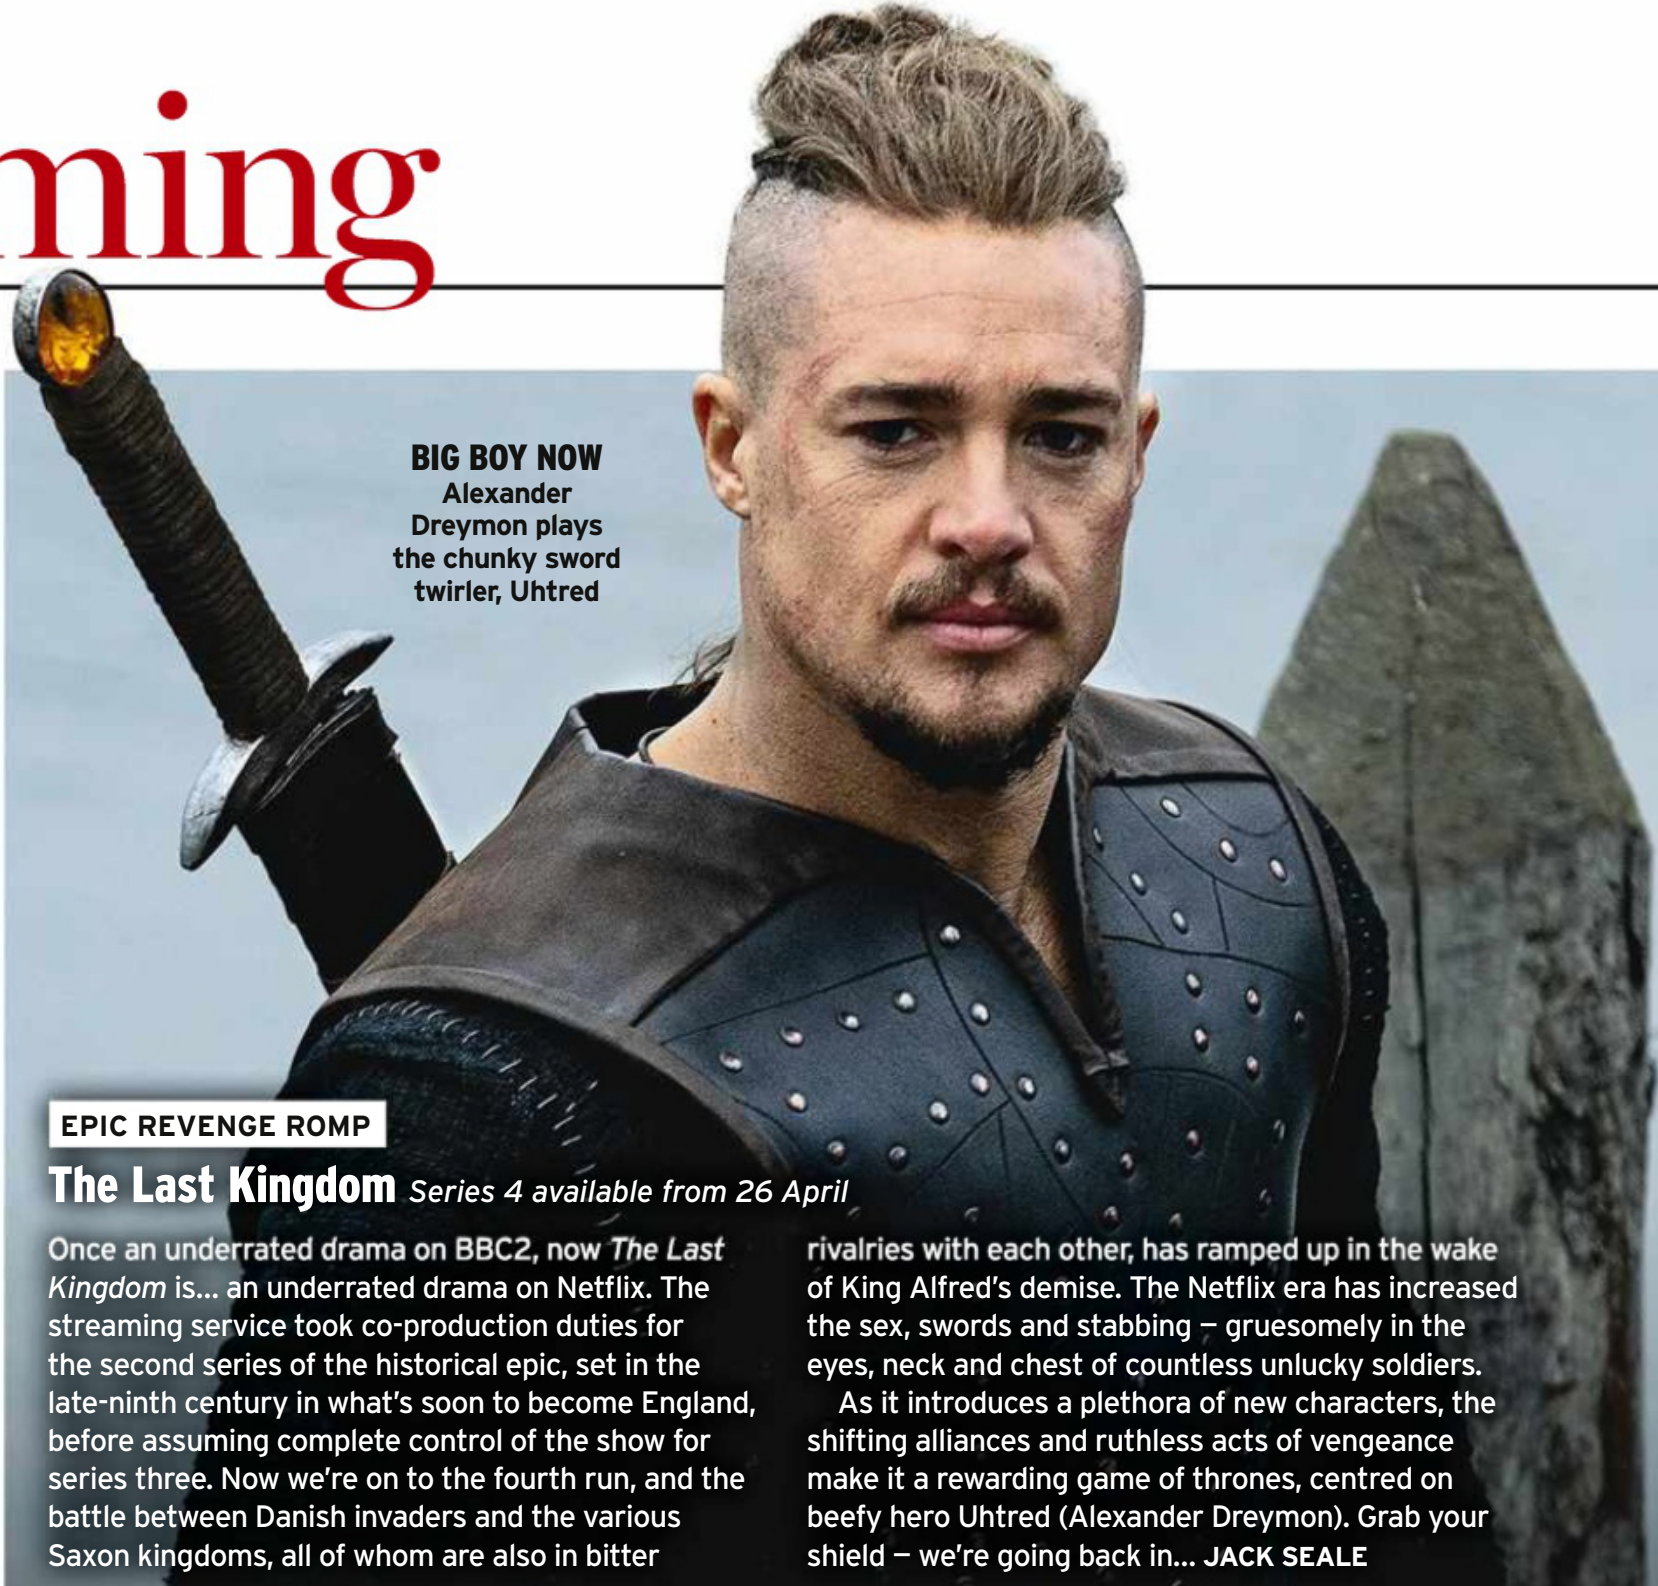 ming
BIG BOY NOW
Alexander
Dreymon plays
the chunky sword
twirler, Uhtred
EPIC REVENGE ROMP
The Last Kingdom Series 4 available from 26 April
Once an underrated drama on BBC2, now The Last
Kingdom is... an underrated drama on Netflix. The
streaming service took co-production duties for
the second series of the historical epic, set in the
late-ninth century in what's soon to become England,
before assuming complete control of the show for
series three. Now we're on to the fourth run, and the
battle between Danish invaders and the various
Saxon kingdoms, all of whom are also in bitter
rivalries with each other, has ramped up in the wake
of King Alfred's demise. The Netflix era has increased
the sex, swords and stabbing – gruesomely in the
eyes, neck and chest of countless unlucky soldiers.
As it introduces a plethora of new characters, the
shifting alliances and ruthless acts of vengeance
make it a rewarding game of thrones, centred on
beefy hero Uhtred (Alexander Dreymon). Grab your
shield – we're going back in... JACK SEALE